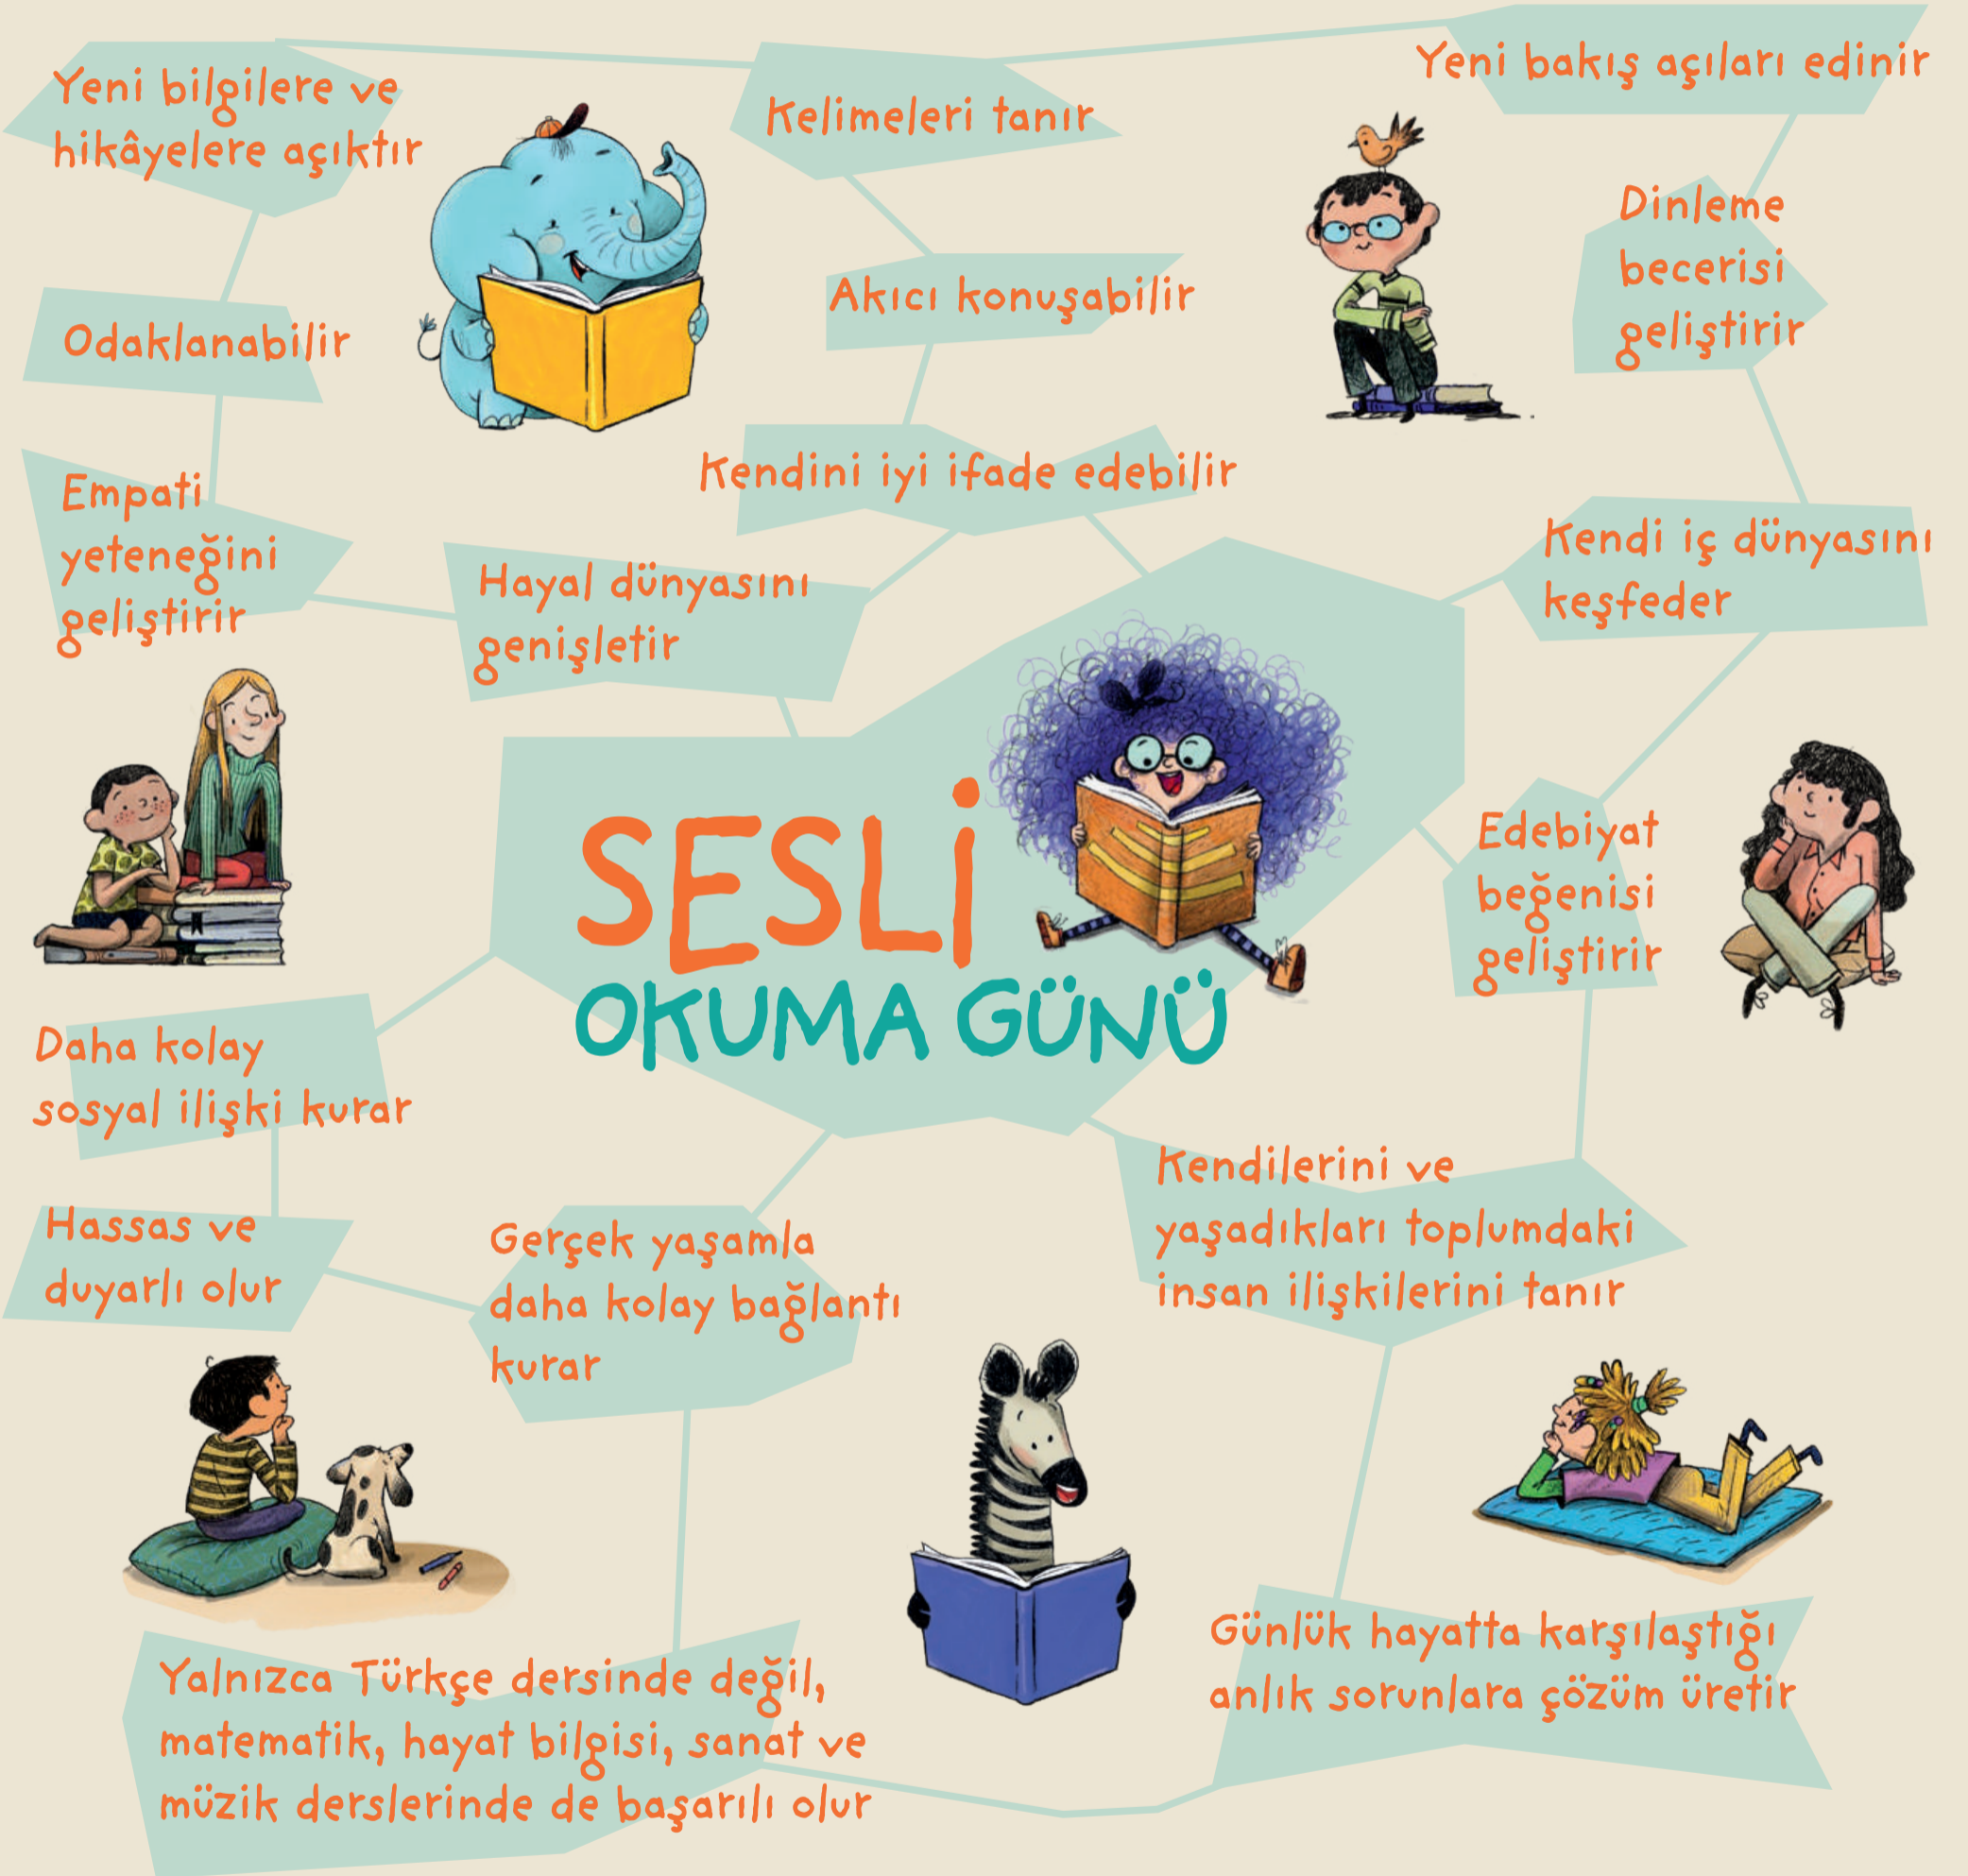 Yeni bilgilere ve
hikâyelere açıktır
Kelimeleri tanır
Yeni bakış açıları edinir
Dinleme
becerisi
geliştirir
Odaklanabilir
Akıcı konuşabilir
Empati
yeteneğini
geliştirir
Kendini iyi ifade edebilir
Hayal dünyasını
genişletir
Kendi iç dünyasını
keşfeder
SESLİ
OKUMA GÜNÜ
Edebiyat
beğenisi
geliştirir
Daha kolay
sosyal ilişki kurar
Hassas ve
duyarlı olur
Gerçek yaşamla
daha kolay bağlantı
kurar
Kendilerini ve
yaşadıkları toplumdaki
insan ilişkilerini tanır
Yalnızca Türkçe dersinde değil,
matematik, hayat bilgisi, sanat ve
müzik derslerinde de başarılı olur
Günlük hayatta karşılaştığı
anlık sorunlara çözüm üretir